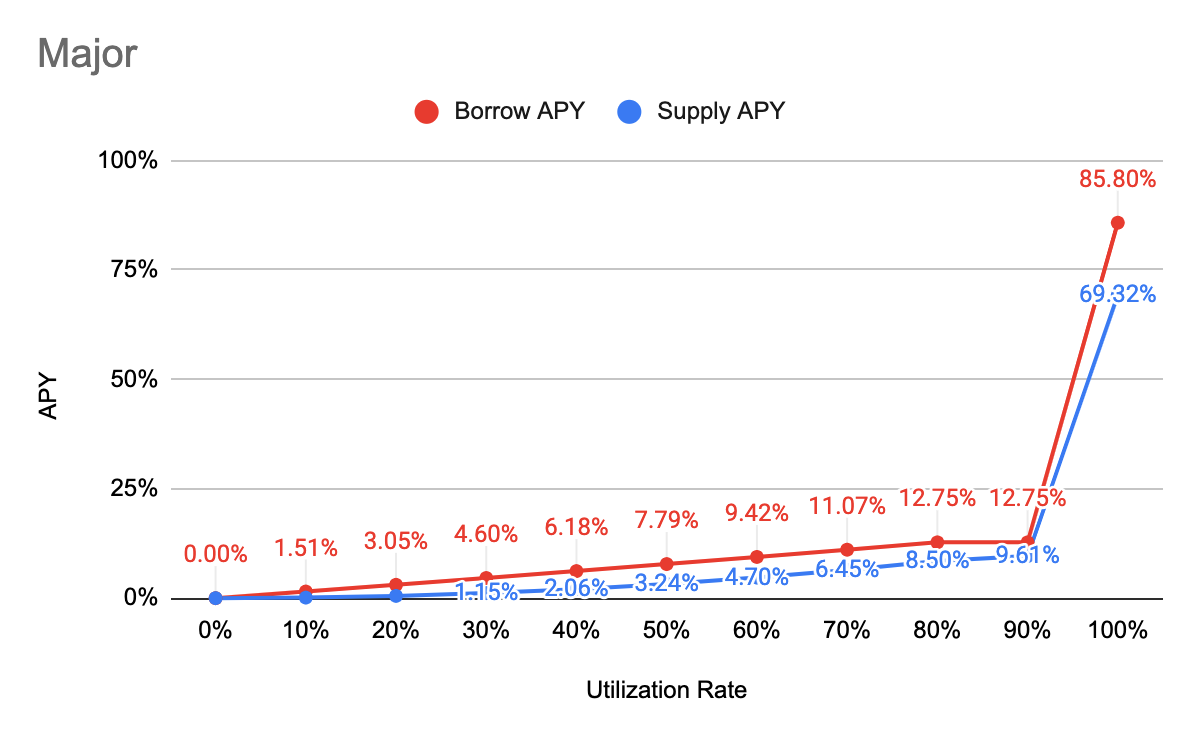 Major
Borrow APY Supply APY
100%
75%
50%
25%
0%
APY
0.00% 1.51% 3.05% 4.60% 6.18% 7.79% 9.42% 11.07% 12.75% 12.75% 85.80%
1.15% 2.06% 3.24% 4.70% 6.45% 8.50% 9.61% 69.32%
0% 10% 20% 30% 40% 50% 60% 70% 80% 90% 100%
Utilization Rate